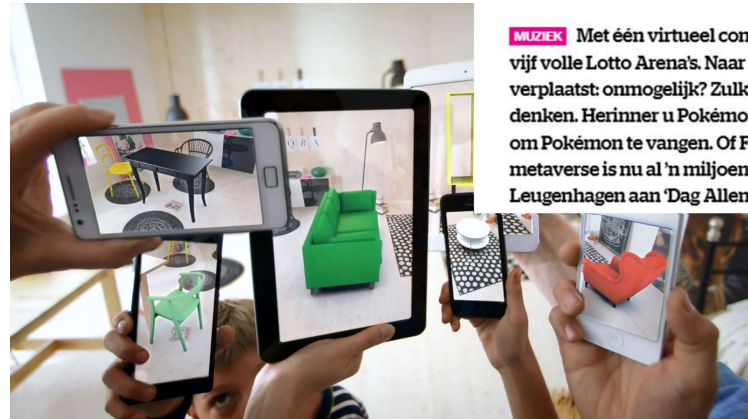 MUZIEK Met één virtueel con
vijf volle Lotto Arena's. Naar
verplaatst: onmogelijk? Zulk
denken. Herinner u Pokémo
om Pokémon te vangen. Of F
metaverse is nu al 'n miljoen
Leugenhagen aan 'Dag Allen